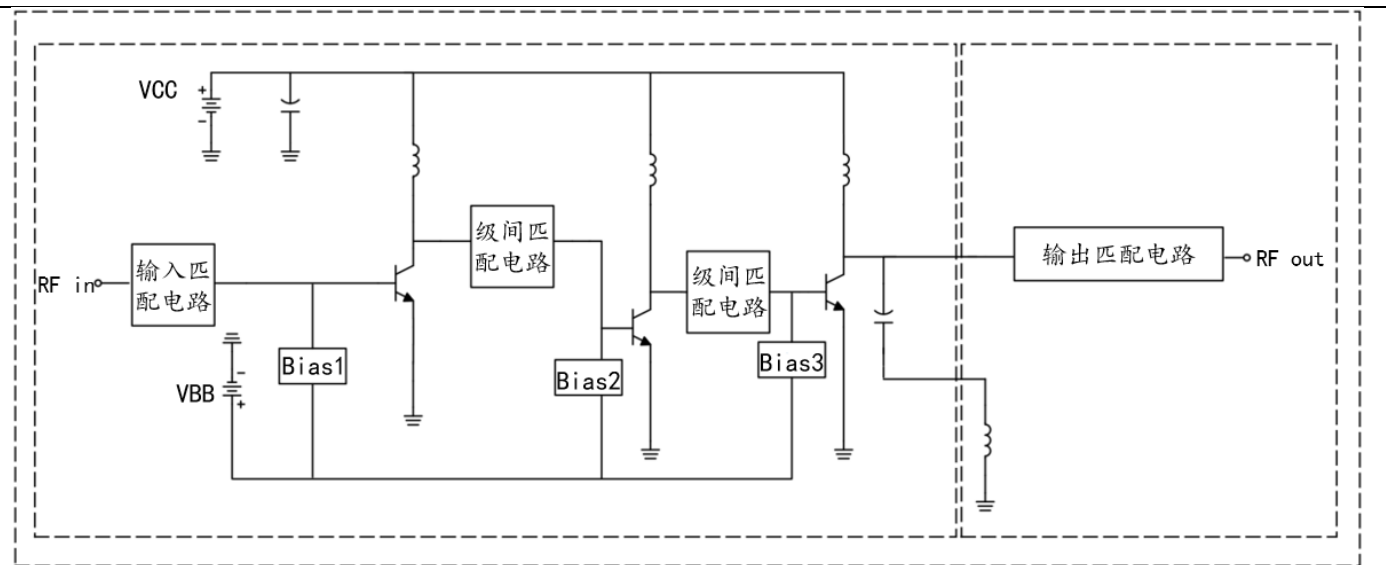 VCC
+
-
级间匹
配电路
输入匹
配电路
RF in
级间匹
配电路
输出匹配电路
RF out
Bias1
Bias2
Bias3
-
VBB
+